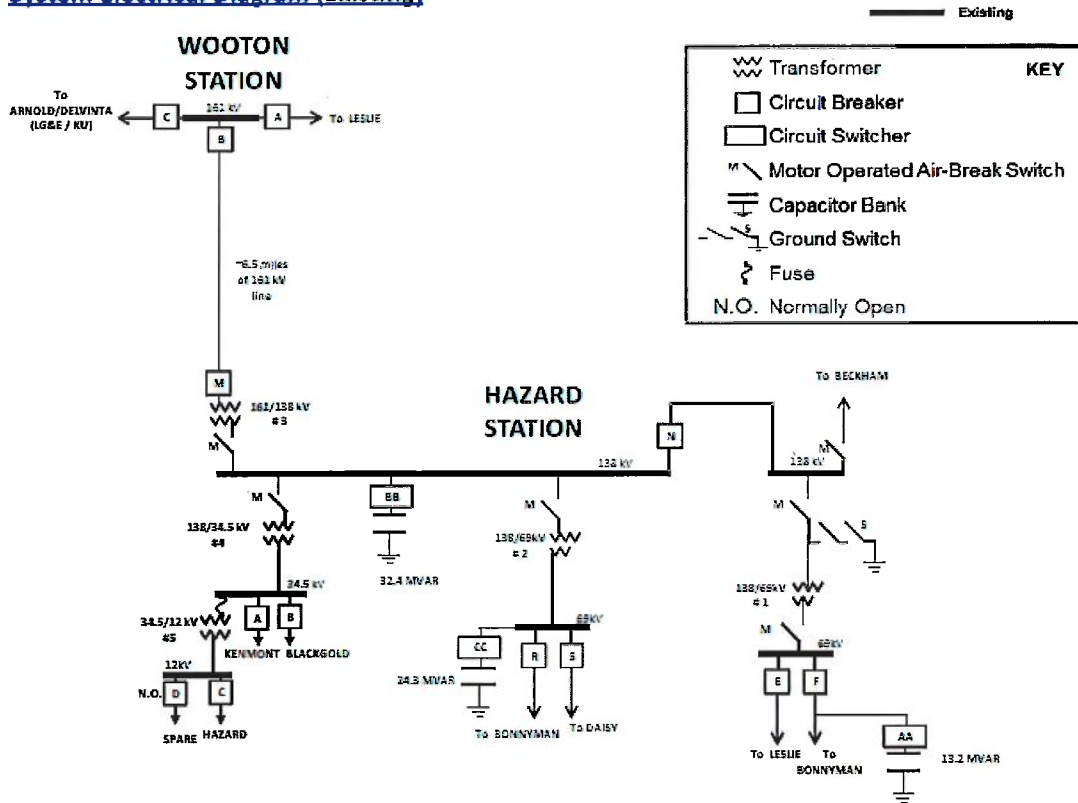 System Electrical Diagram (Existing)
Existing
WOOTON
STATION
To
ARNOLD/DELVINTA
(LG&E / KU)
C
161 kV
A
To LESLIE
B
~6.5 miles
of 161 kV
line
KEY
Transformer
Circuit Breaker
Circuit Switcher
M Motor Operated Air-Break Switch
Capacitor Bank
S Ground Switch
Fuse
N.O. Normally Open
M
161/138 kV
#3
M
HAZARD
STATION
138 kV
N
To BECKHAM
M
138 kV
M
138/34.5 kV
#4
BB
32.4 MVAR
M
138/69kV
# 2
M
S
138/69kV
# 1
34.5 kV
34.5/12 kV
#5
A
B
KENMONT BLACKGOLD
12kV
N.O. D
C
SPARE HAZARD
69kV
CC
24.3 MVAR
R
S
To BONNYMAN
To DAISY
M
69kV
E
F
To LESLIE
To
BONNYMAN
AA
13.2 MVAR